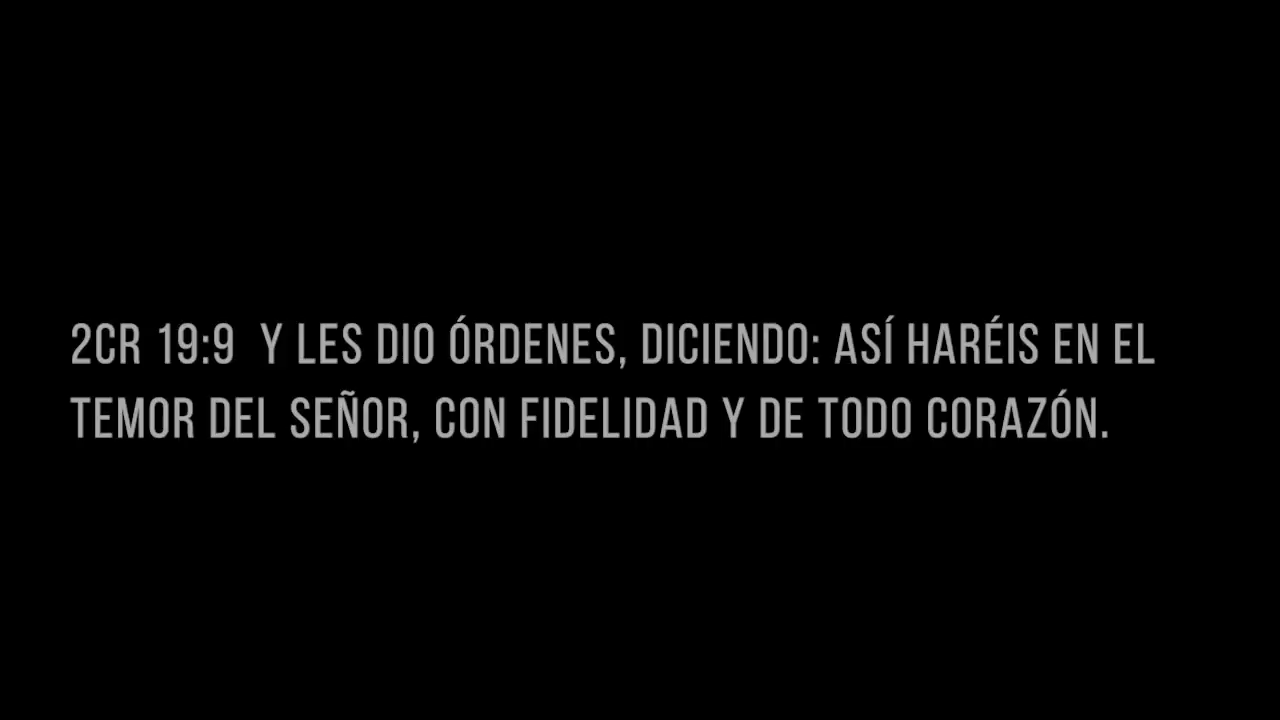 2CR 19:9  Y LES DIO ÓRDENES, DICIENDO: ASÍ HARÉIS EN EL
TEMOR DEL SEÑOR, CON FIDELIDAD Y DE TODO CORAZÓN.